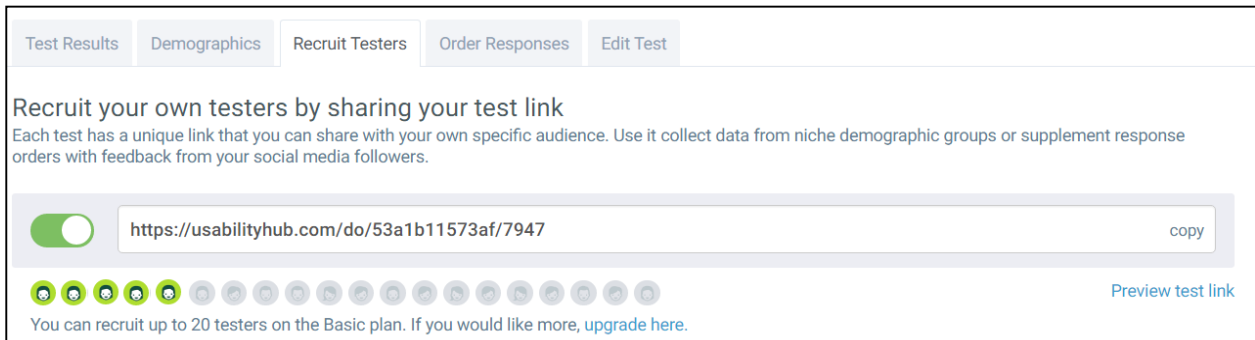 Test Results Demographics Recruit Testers Order Responses Edit Test
Recruit your own testers by sharing your test link
Each test has a unique link that you can share with your own specific audience. Use it collect data from niche demographic groups or supplement response
orders with feedback from your social media followers.
https://usabilityhub.com/do/53a1b11573af/7947 copy
Preview test link
You can recruit up to 20 testers on the Basic plan. If you would like more, upgrade here.